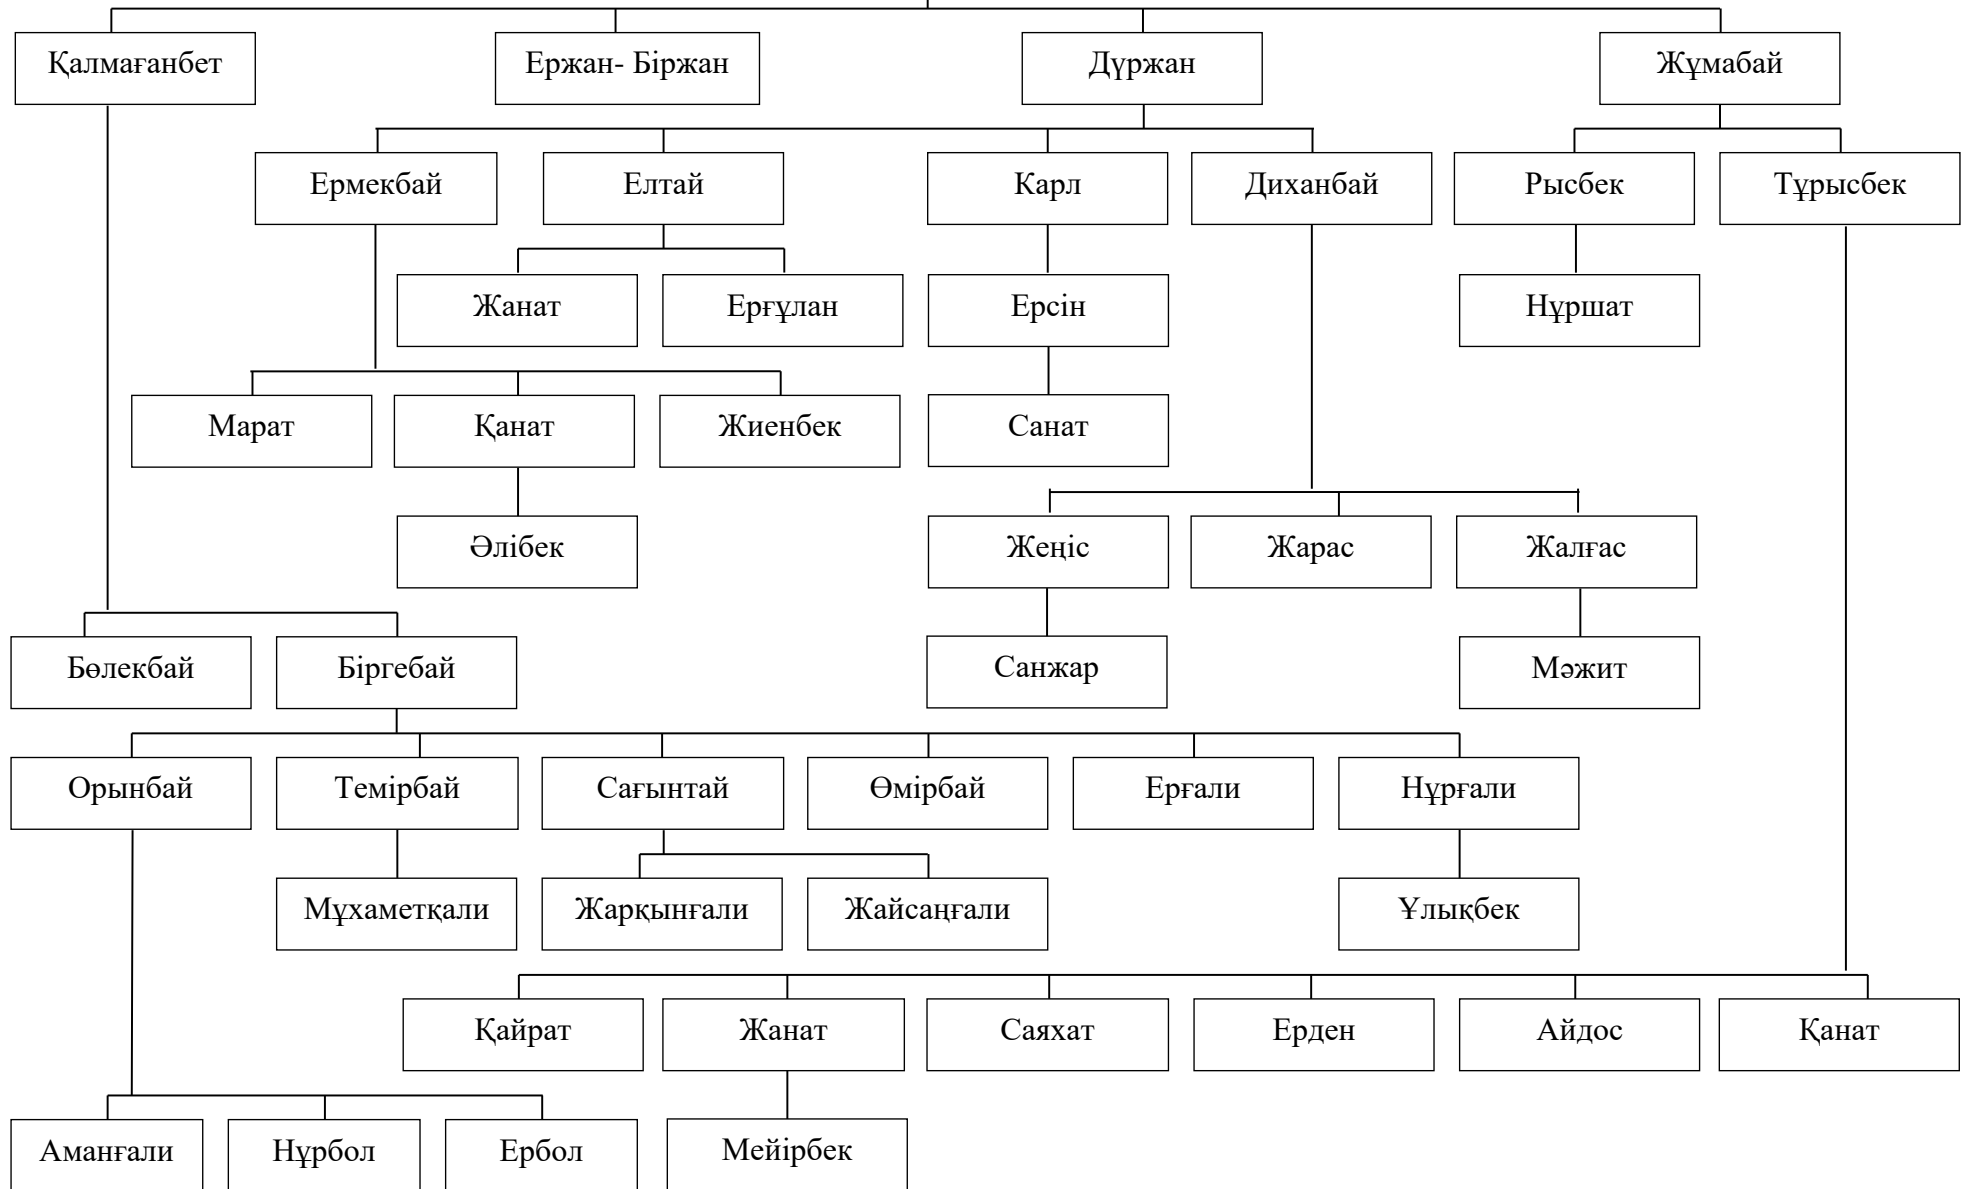 Қалмағанбет
Ержан- Біржан
Дүржан
Жұмабай
Ермекбай
Елтай
Карл
Диханбай
Рысбек
Тұрысбек
Жанат
Ерғұлан
Ерсін
Нұршат
Марат
Қанат
Жиенбек
Санат
Әлібек
Жеңіс
Жарас
Жалғас
Бөлекбай
Біргебай
Санжар
Мәжит
Орынбай
Темірбай
Сағынтай
Өмірбай
Ерғали
Нұрғали
Мұхаметқали
Жарқынғали
Жайсаңғали
Ұлықбек
Қайрат
Жанат
Саяхат
Ерден
Айдос
Қанат
Аманғали
Нұрбол
Ербол
Мейірбек